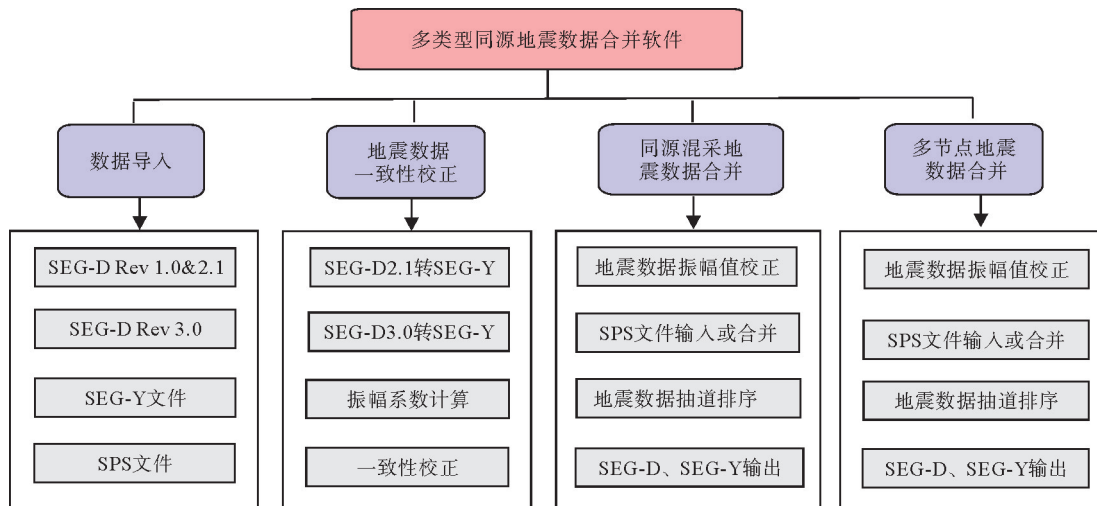 多类型同源地震数据合并软件
数据导入
地震数据
一致性校正
同源混采地
震数据合并
多节点地震
数据合并
SEG-D Rev 1.0&2.1
SEG-D Rev 3.0
SEG-Y文件
SPS文件
SEG-D2.1转SEG-Y
SEG-D3.0转SEG-Y
振幅系数计算
一致性校正
地震数据振幅值校正
SPS文件输入或合并
地震数据抽道排序
SEG-D、SEG-Y输出
地震数据振幅值校正
SPS文件输入或合并
地震数据抽道排序
SEG-D、SEG-Y输出